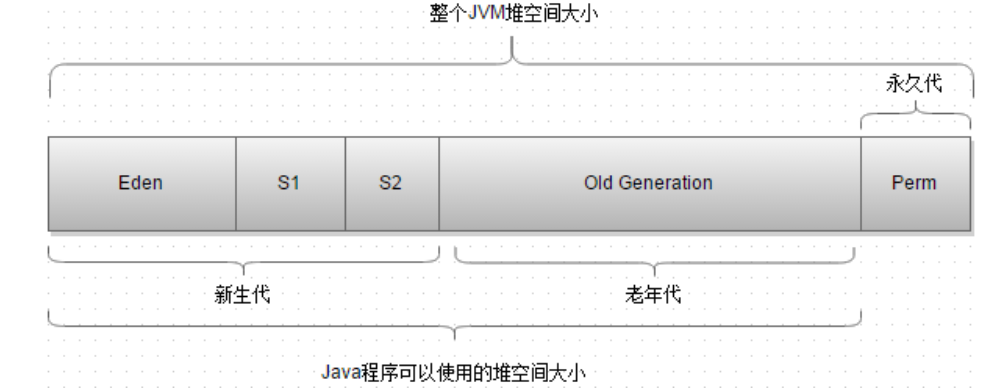 整个JVM堆空间大小
永久代
Eden
S1
S2
Old Generation
Perm
新生代
老年代
Java程序可以使用的堆空间大小